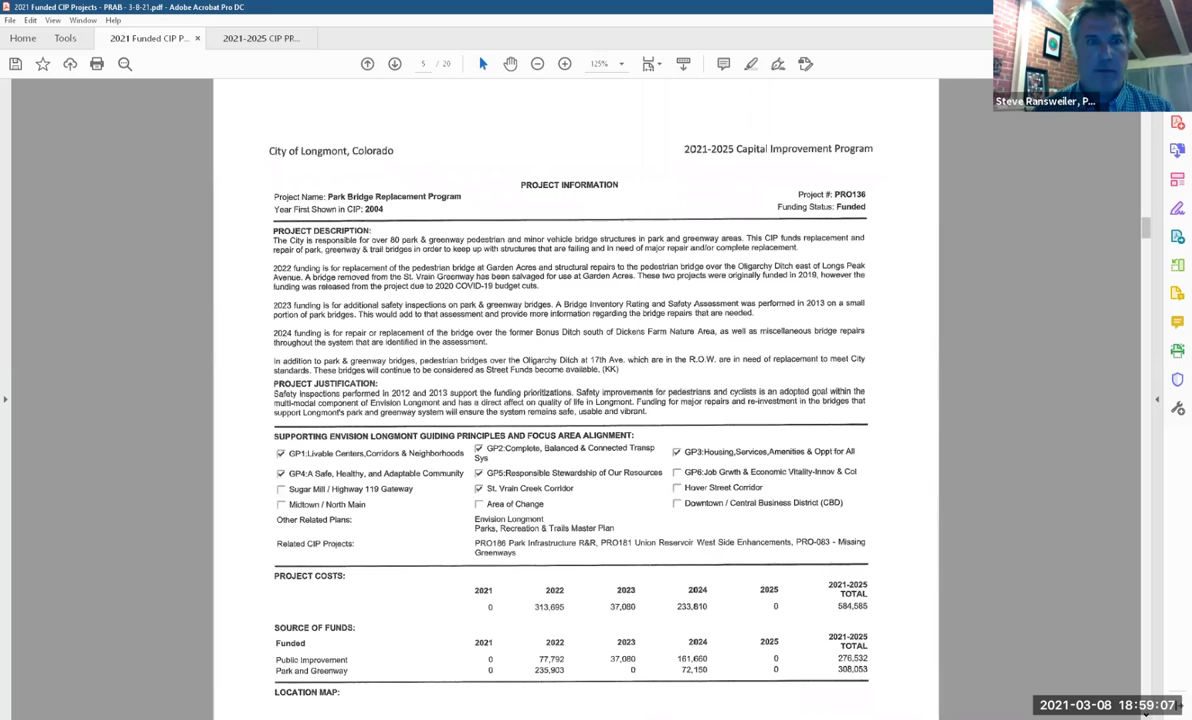 2021 Funded CIP Projects - PRAB - 3-8-21.pdf - Adobe Acrobat Pro DC
File Edit View Window Help
Home Tools 2021 Funded CIP P... × 2021-2025 CIP PR...
5 / 20 125%
Steve Ransweiler, P...
City of Longmont, Colorado 2021-2025 Capital Improvement Program
PROJECT INFORMATION
Project Name: Park Bridge Replacement Program Project #: PRO136
Year First Shown in CIP: 2004 Funding Status: Funded
PROJECT DESCRIPTION:
The City is responsible for over 80 park & greenway pedestrian and minor vehicle bridge structures in park and greenway areas. This CIP funds replacement and
repair of park, greenway & trail bridges in order to keep up with structures that are failing and in need of major repair and/or complete replacement.
2022 funding is for replacement of the pedestrian bridge at Garden Acres and structural repairs to the pedestrian bridge over the Oligarchy Ditch east of Longs Peak
Avenue. A bridge removed from the St. Vrain Greenway has been salvaged for use at Garden Acres. These two projects were originally funded in 2019, however the
funding was released from the project due to 2020 COVID-19 budget cuts.
2023 funding is for additional safety inspections on park & greenway bridges. A Bridge Inventory Rating and Safety Assessment was performed in 2013 on a small
portion of park bridges. This would add to that assessment and provide more information regarding the bridge repairs that are needed.
2024 funding is for repair or replacement of the bridge over the former Bonus Ditch south of Dickens Farm Nature Area, as well as miscellaneous bridge repairs
throughout the system that are identified in the assessment.
In addition to park & greenway bridges, pedestrian bridges over the Oligarchy Ditch at 17th Ave. which are in the R.O.W. are in need of replacement to meet City
standards. These bridges will continue to be considered as Street Funds become available. (KK)
PROJECT JUSTIFICATION:
Safety inspections performed in 2012 and 2013 support the funding prioritizations. Safety improvements for pedestrians and cyclists is an adopted goal within the
multi-modal component of Envision Longmont and has a direct affect on quality of life in Longmont. Funding for major repairs and re-investment in the bridges that
support Longmont's park and greenway system will ensure the system remains safe, usable and vibrant.
SUPPORTING ENVISION LONGMONT GUIDING PRINCIPLES AND FOCUS AREA ALIGNMENT:
GP1:Livable Centers,Corridors & Neighborhoods GP2:Complete, Balanced & Connected Transp Sys GP3:Housing,Services,Amenities & Oppt for All
GP4:A Safe, Healthy, and Adaptable Community GP5:Responsible Stewardship of Our Resources GP6:Job Grwth & Economic Vitality-Innov & Col
Sugar Mill / Highway 119 Gateway St. Vrain Creek Corridor Hover Street Corridor
Midtown / North Main Area of Change Downtown / Central Business District (CBD)
Other Related Plans: Envision Longmont
Parks, Recreation & Trails Master Plan
Related CIP Projects: PRO186 Park Infrastructure R&R, PRO181 Union Reservoir West Side Enhancements, PRO-083 - Missing
Greenways
PROJECT COSTS:
2021 2022 2023 2024 2025 2021-2025 TOTAL
0 313,695 37,080 233,810 0 584,585
SOURCE OF FUNDS:
Funded 2021 2022 2023 2024 2025 2021-2025 TOTAL
Public Improvement 0 77,792 37,080 161,660 0 276,532
Park and Greenway 0 235,903 0 72,150 0 308,053
LOCATION MAP:
2021-03-08 18:59:07